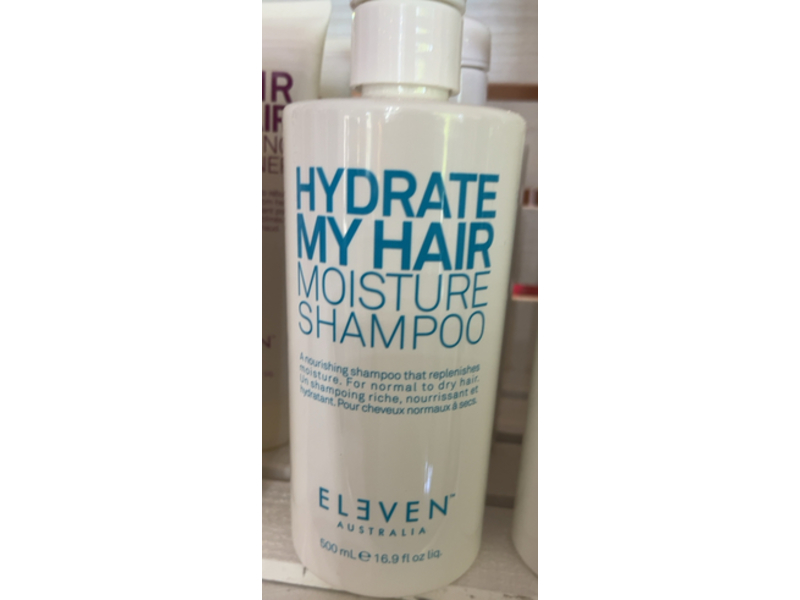 HYDRATE
MY HAIR
MOISTURE
SHAMPOO
A nourishing shampoo that replenishes
moisture. For normal to dry hair.
Un shampoing riche, nourrissant et
hydratant. Pour cheveux normaux à secs.
ELEVEN™
AUSTRALIA
500 mL ℮ 16.9 fl oz liq.